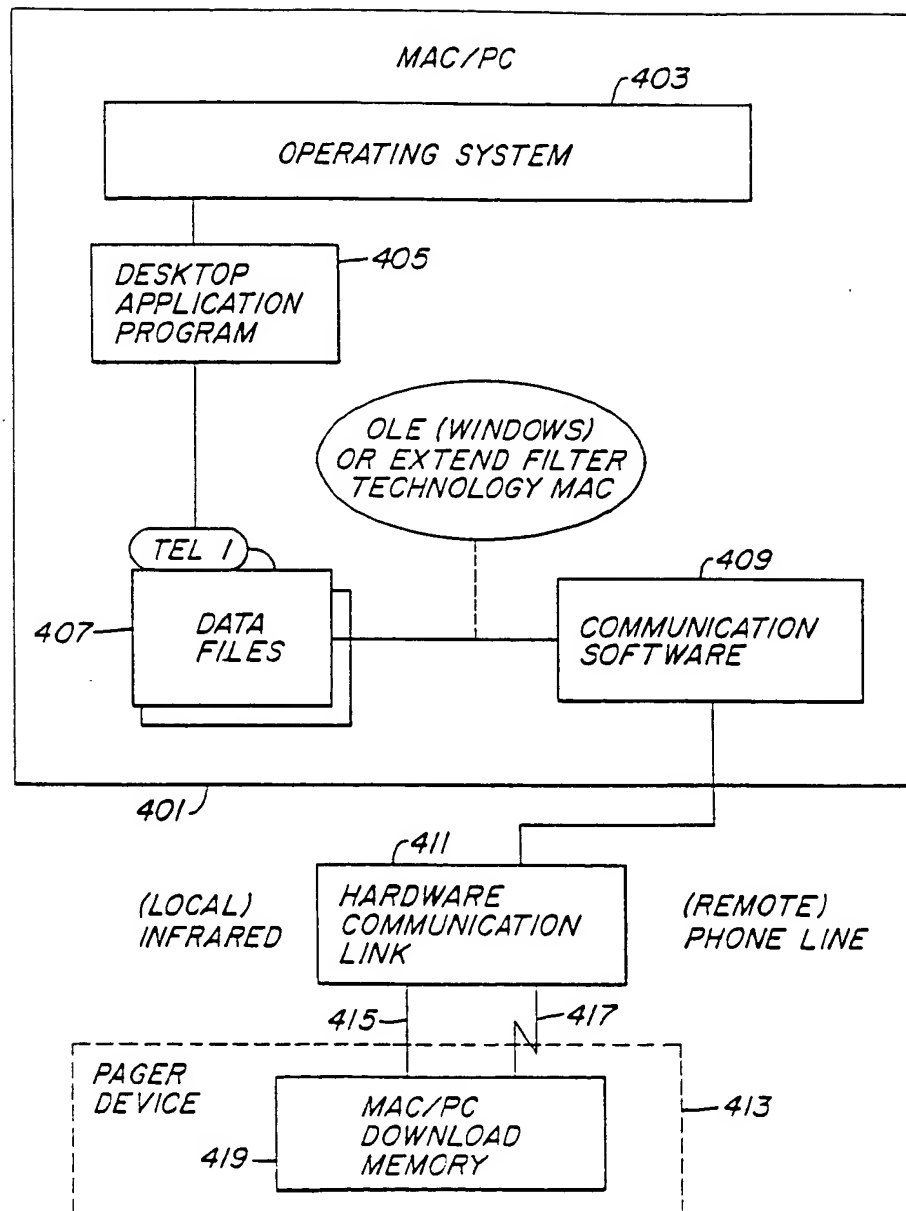 MAC/PC
403
OPERATING SYSTEM
405
DESKTOP
APPLICATION
PROGRAM
OLE (WINDOWS)
OR EXTEND FILTER
TECHNOLOGY MAC
TEL 1
409
407
DATA
FILES
COMMUNICATION
SOFTWARE
401
411
(LOCAL)
INFRARED
HARDWARE
COMMUNICATION
LINK
(REMOTE)
PHONE LINE
415
417
PAGER
DEVICE
413
MAC/PC
DOWNLOAD
MEMORY
419